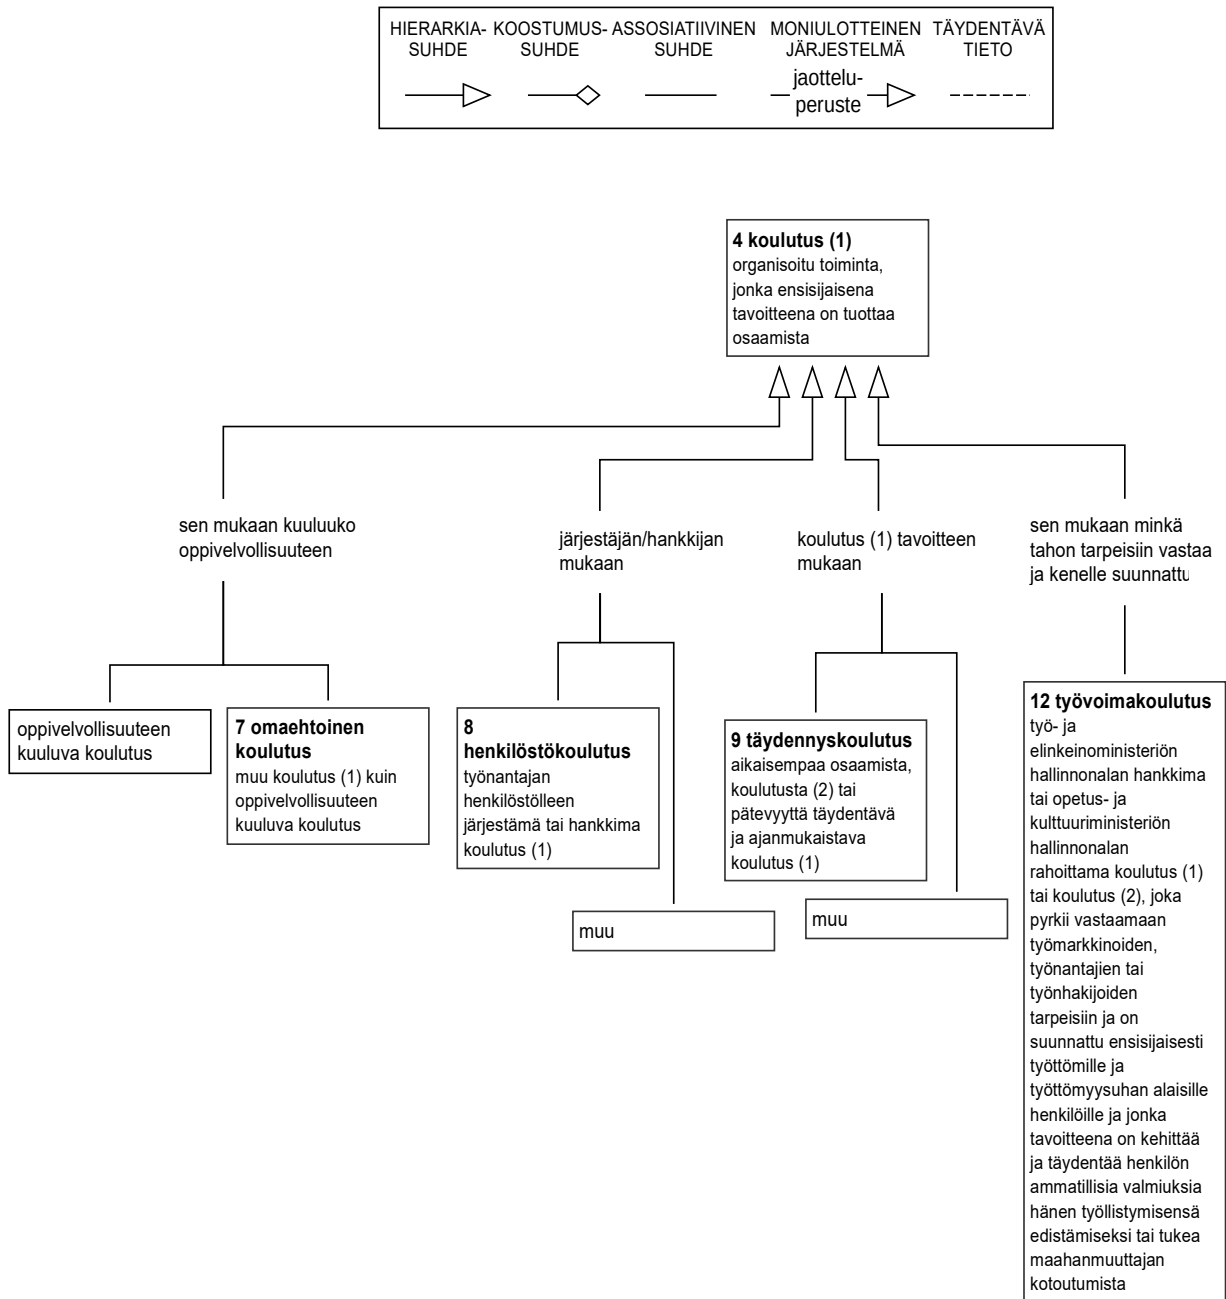 HIERARKIA-
SUHDE
KOOSTUMUS-
SUHDE
ASSOSIATIIVINEN
SUHDE
MONIULOTTEINEN
JÄRJESTELMÄ
jaottelu-
peruste
TÄYDENTÄVÄ
TIETO
4 koulutus (1)
organisoitu toiminta,
jonka ensisijaisena
tavoitteena on tuottaa
osaamista
sen mukaan kuuluuko
oppivelvollisuuteen
järjestäjän/hankkijan
mukaan
koulutus (1) tavoitteen
mukaan
sen mukaan minkä
tahon tarpeisiin vastaa
ja kenelle suunnattu
oppivelvollisuuteen
kuuluva koulutus
7 omaehtoinen
koulutus
muu koulutus (1) kuin
oppivelvollisuuteen
kuuluva koulutus
8
henkilöstökoulutus
työnantajan
henkilöstölleen
järjestämä tai hankkima
koulutus (1)
muu
9 täydennyskoulutus
aikaisempaa osaamista,
koulutusta (2) tai
pätevyyttä täydentävä
ja ajanmukaistava
koulutus (1)
muu
12 työvoimakoulutus
työ- ja
elinkeinoministeriön
hallinnonalan hankkima
tai opetus- ja
kulttuuriministeriön
hallinnonalan
rahoittama koulutus (1)
tai koulutus (2), joka
pyrkii vastaamaan
työmarkkinoiden,
työnantajien tai
työnhakijoiden
tarpeisiin ja on
suunnattu ensisijaisesti
työttömille ja
työttömyysuhan alaisille
henkilöille ja jonka
tavoitteena on kehittää
ja täydentää henkilön
ammatillisia valmiuksia
hänen työllistymisensä
edistämiseksi tai tukea
maahanmuuttajan
kotoutumista